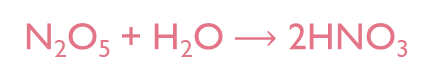 N₂O₅ + H₂O ⟶ 2HNO₃